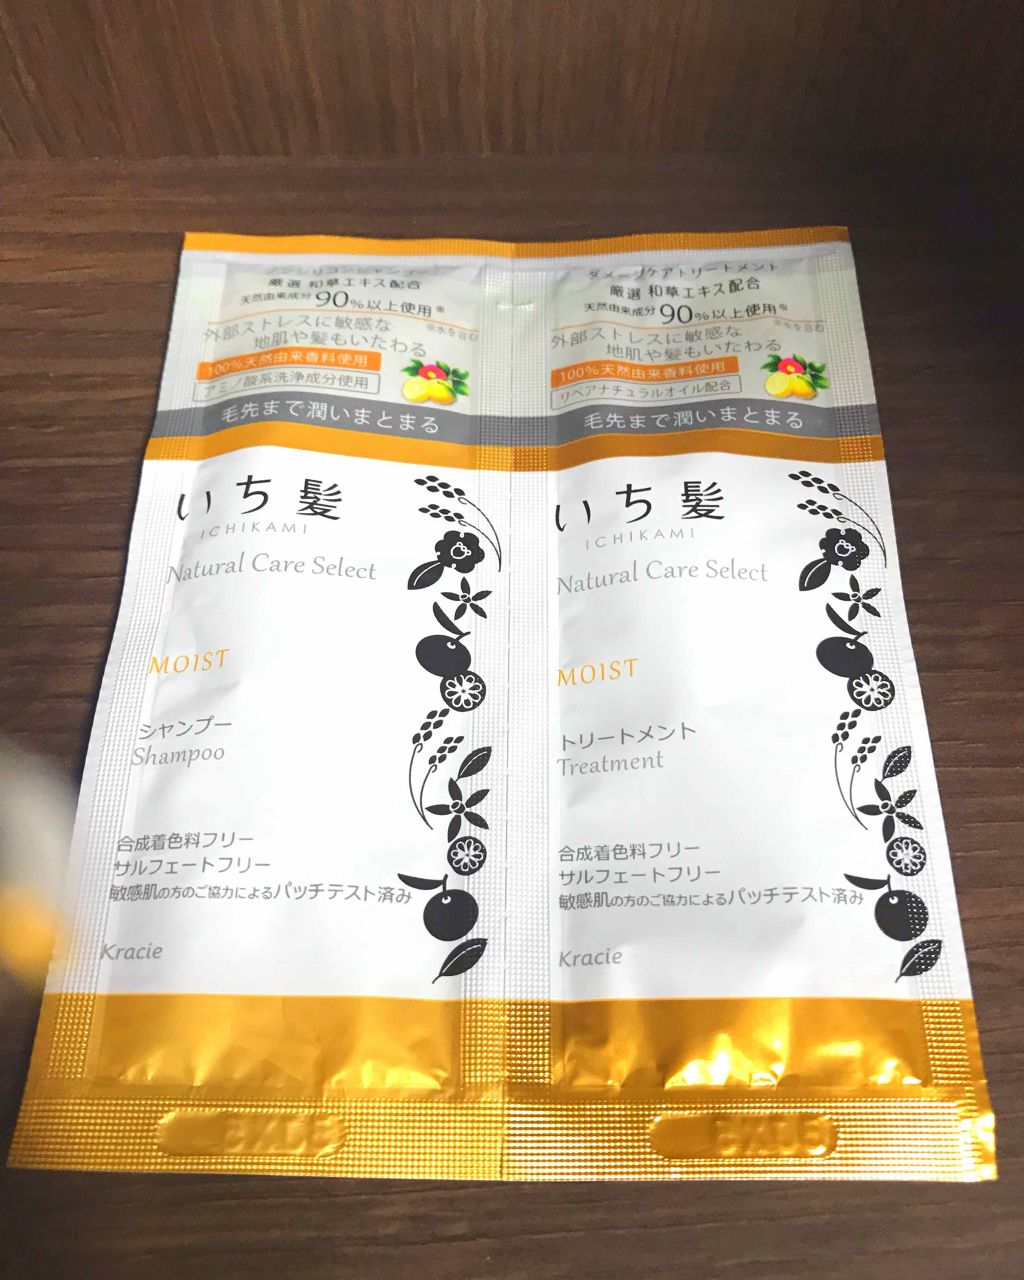 ノンシリコンシャンプー
厳選 和草エキス配合
天然由来成分90%以上使用※
※水を含む
外部ストレスに敏感な
地肌や髪もいたわる
100%天然由来香料使用
アミノ酸系洗浄成分使用
毛先まで潤いまとまる
いち髪
ICHIKAMI
Natural Care Select
MOIST
シャンプー
Shampoo
合成着色料フリー
サルフェートフリー
敏感肌の方のご協力によるパッチテスト済み
Kracie
ダメージケアトリートメント
厳選 和草エキス配合
天然由来成分90%以上使用※
※水を含む
外部ストレスに敏感な
地肌や髪もいたわる
100%天然由来香料使用
リペアナチュラルオイル配合
毛先まで潤いまとまる
いち髪
ICHIKAMI
Natural Care Select
MOIST
トリートメント
Treatment
合成着色料フリー
サルフェートフリー
敏感肌の方のご協力によるパッチテスト済み
Kracie